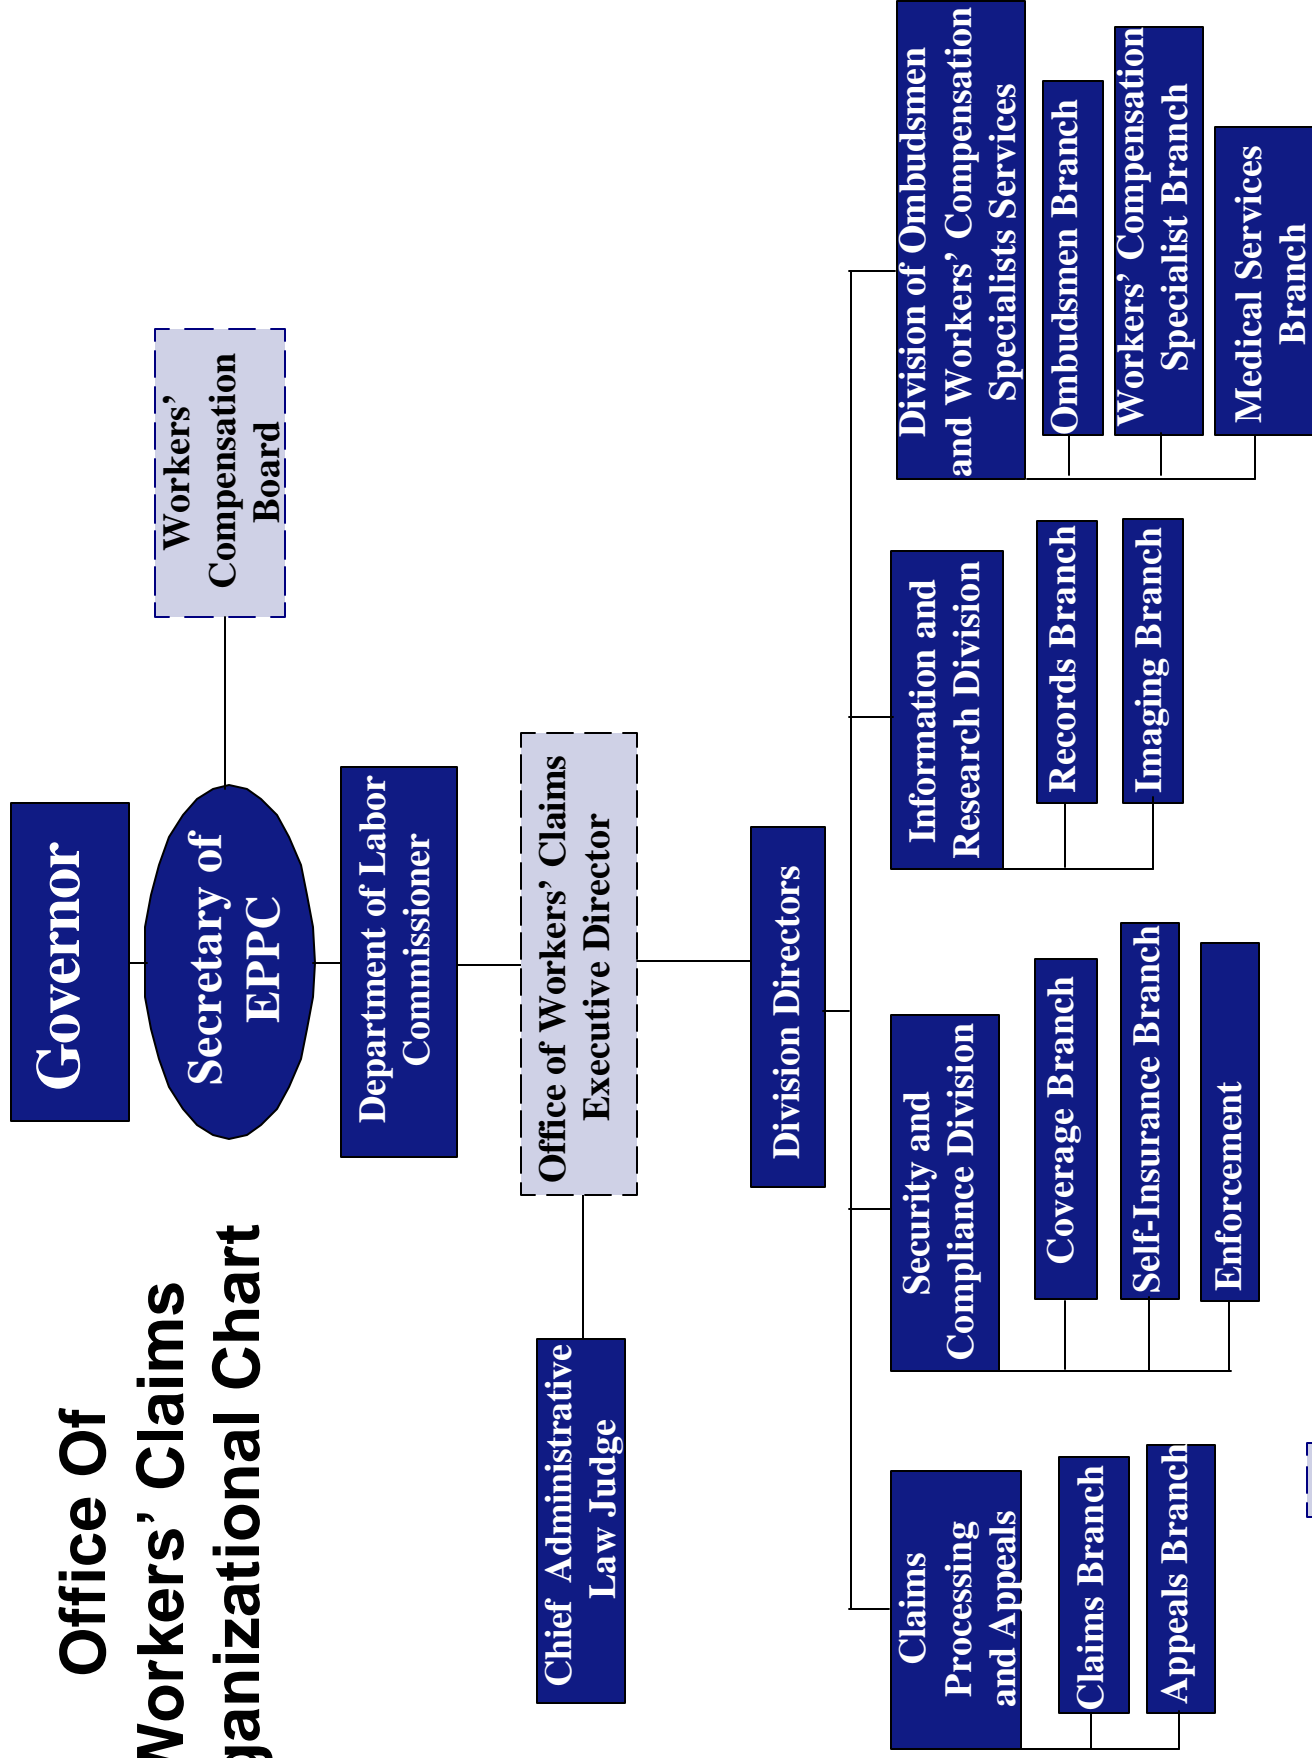 Office Of
Workers’ Claims
ganizational Chart
Governor
Secretary of
EPPC
Workers’
Compensation
Board
Department of Labor
Commissioner
Office of Workers’ Claims
Executive Director
Chief Administrative
Law Judge
Division Directors
Claims
Processing
and Appeals
Claims Branch
Appeals Branch
Security and
Compliance Division
Coverage Branch
Self-Insurance Branch
Enforcement
Information and
Research Division
Records Branch
Imaging Branch
Division of Ombudsmen
and Workers’ Compensation
Specialists Services
Ombudsmen Branch
Workers’ Compensation
Specialist Branch
Medical Services
Branch